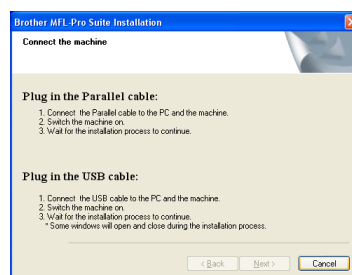 Brother MFL-Pro Suite Installation
Connect the machine
Plug in the Parallel cable:
1. Connect the Parallel cable to the PC and the machine.
2. Switch the machine on.
3. Wait for the installation process to continue.
Plug in the USB cable:
1. Connect the USB cable to the PC and the machine.
2. Switch the machine on.
3. Wait for the installation process to continue.
* Some windows will open and close during the installation process.
< Back Next > Cancel